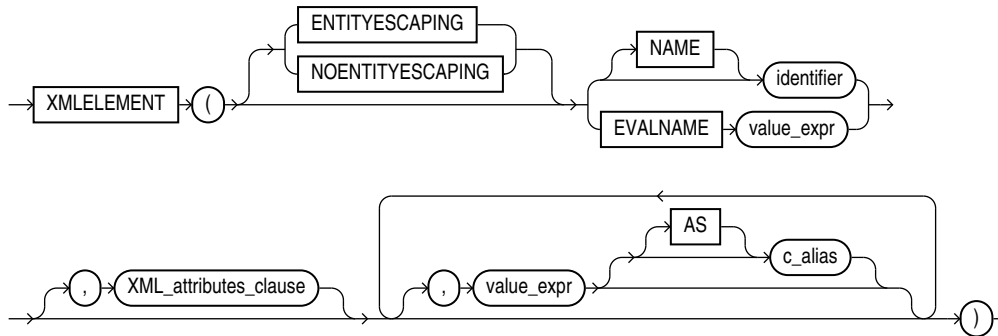 ENTITYESCAPING
NOENTITYESCAPING
NAME
identifier
XMLELEMENT (
EVALNAME value_expr
AS
c_alias
, XML_attributes_clause , value_expr
)